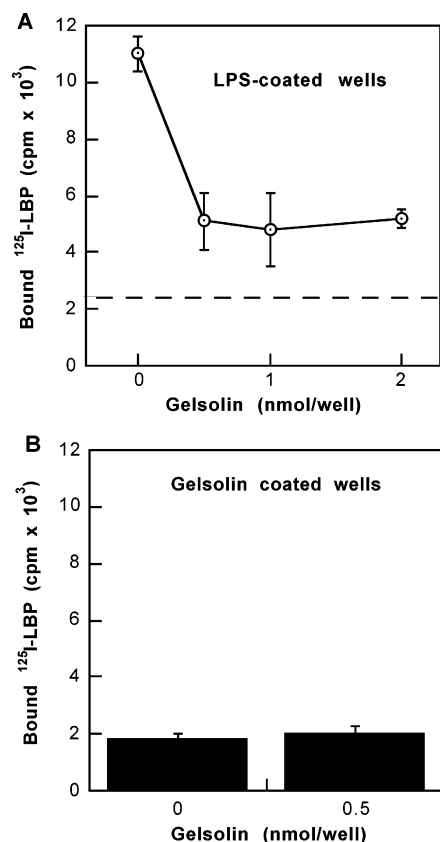 A
12
10
8
6
4
2
0
Bound ¹²⁵I-LBP (cpm x 10³)
LPS-coated wells
0 1 2
Gelsolin (nmol/well)
B
12
10
8
6
4
2
0
Bound ¹²⁵I-LBP (cpm x 10³)
Gelsolin coated wells
0 0.5
Gelsolin (nmol/well)